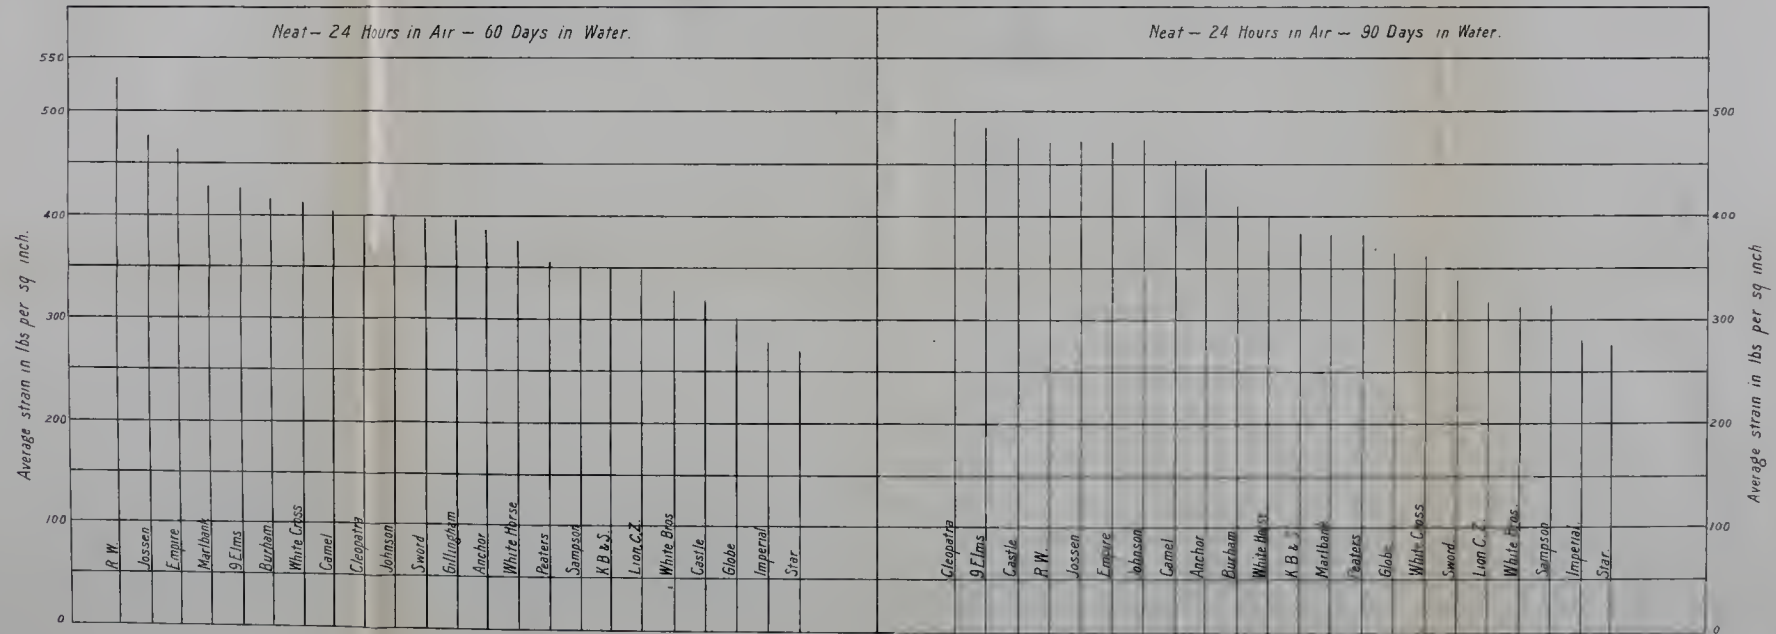 Neat — 24 Hours in Air — 60 Days in Water.
Neat — 24 Hours in Air — 90 Days in Water.
Average strain in lbs per sq inch.
550
500
400
300
200
100
0
R.W.
Jossen
Empire
Marlbank
9 Elms
Burham
White Cross
Camel
Cleopatra
Johnson
Sword
Gillingham
Anchor
White Horse
Peaters
Sampson
K B & S.
Lion C.Z.
White Bros
Castle
Globe
Imperial
Star.
Cleopatra
9 Elms
Castle
R.W.
Jossen
Empire
Johnson
Camel
Anchor
Burham
White Horse
K B & S
Marlbank
Peaters
Globe
White Cross
Sword
Lion C.Z.
White Bros.
Sampson
Imperial
Star.
500
400
300
200
100
0
Average strain in lbs per sq inch